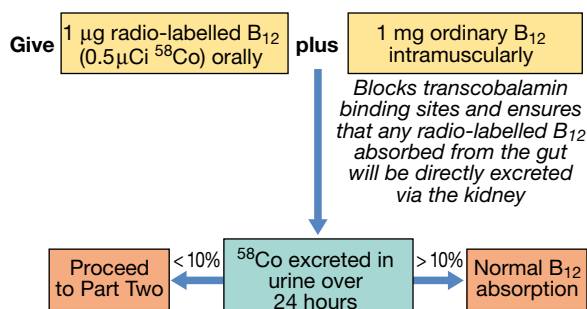 Give
1 µg radio-labelled B12
(0.5µCi 58Co) orally
plus
1 mg ordinary B12
intramuscularly
Blocks transcobalamin
binding sites and ensures
that any radio-labelled B12
absorbed from the gut
will be directly excreted
via the kidney
Proceed
to Part Two
< 10%
58Co excreted in
urine over
24 hours
> 10%
Normal B12
absorption